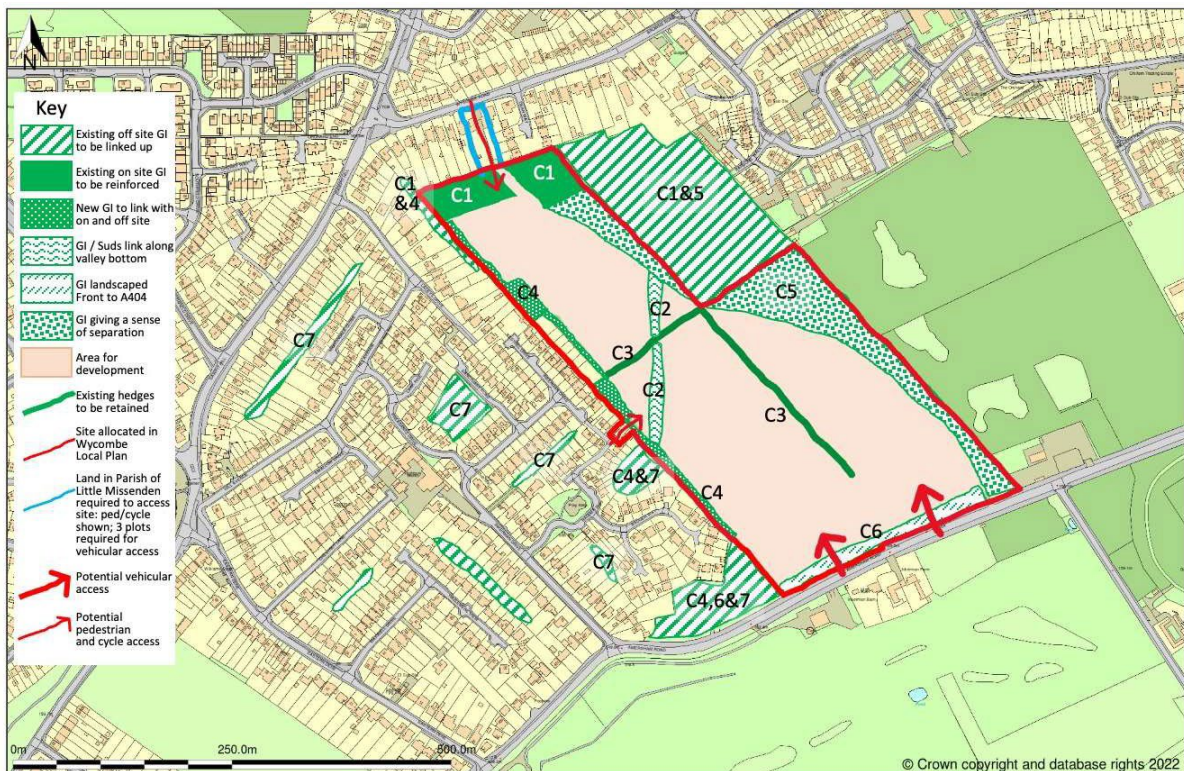 N
Key
Existing off site GI
to be linked up
Existing on site GI
to be reinforced
New GI to link with
on and off site
GI / Suds link along
valley bottom
GI landscaped
Front to A404
GI giving a sense
of separation
Area for
development
Existing hedges
to be retained
Site allocated in
Wycombe
Local Plan
Land in Parish of
Little Missenden
required to access
site: ped/cycle
shown; 3 plots
required for
vehicular access
Potential vehicular
access
Potential
pedestrian
and cycle access
C1
&4
C1
C1
C1&5
C5
C4
C2
C3
C2
C3
C7
C7
C7
C4&7
C4
C7
C6
C4,6&7
0m
250.0m
500.0m
© Crown copyright and database rights 2022